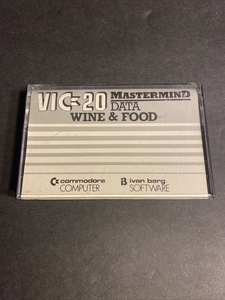 VIC 20 MASTERMIND
DATA
WINE & FOOD
commodore
COMPUTER
ivan berg
SOFTWARE